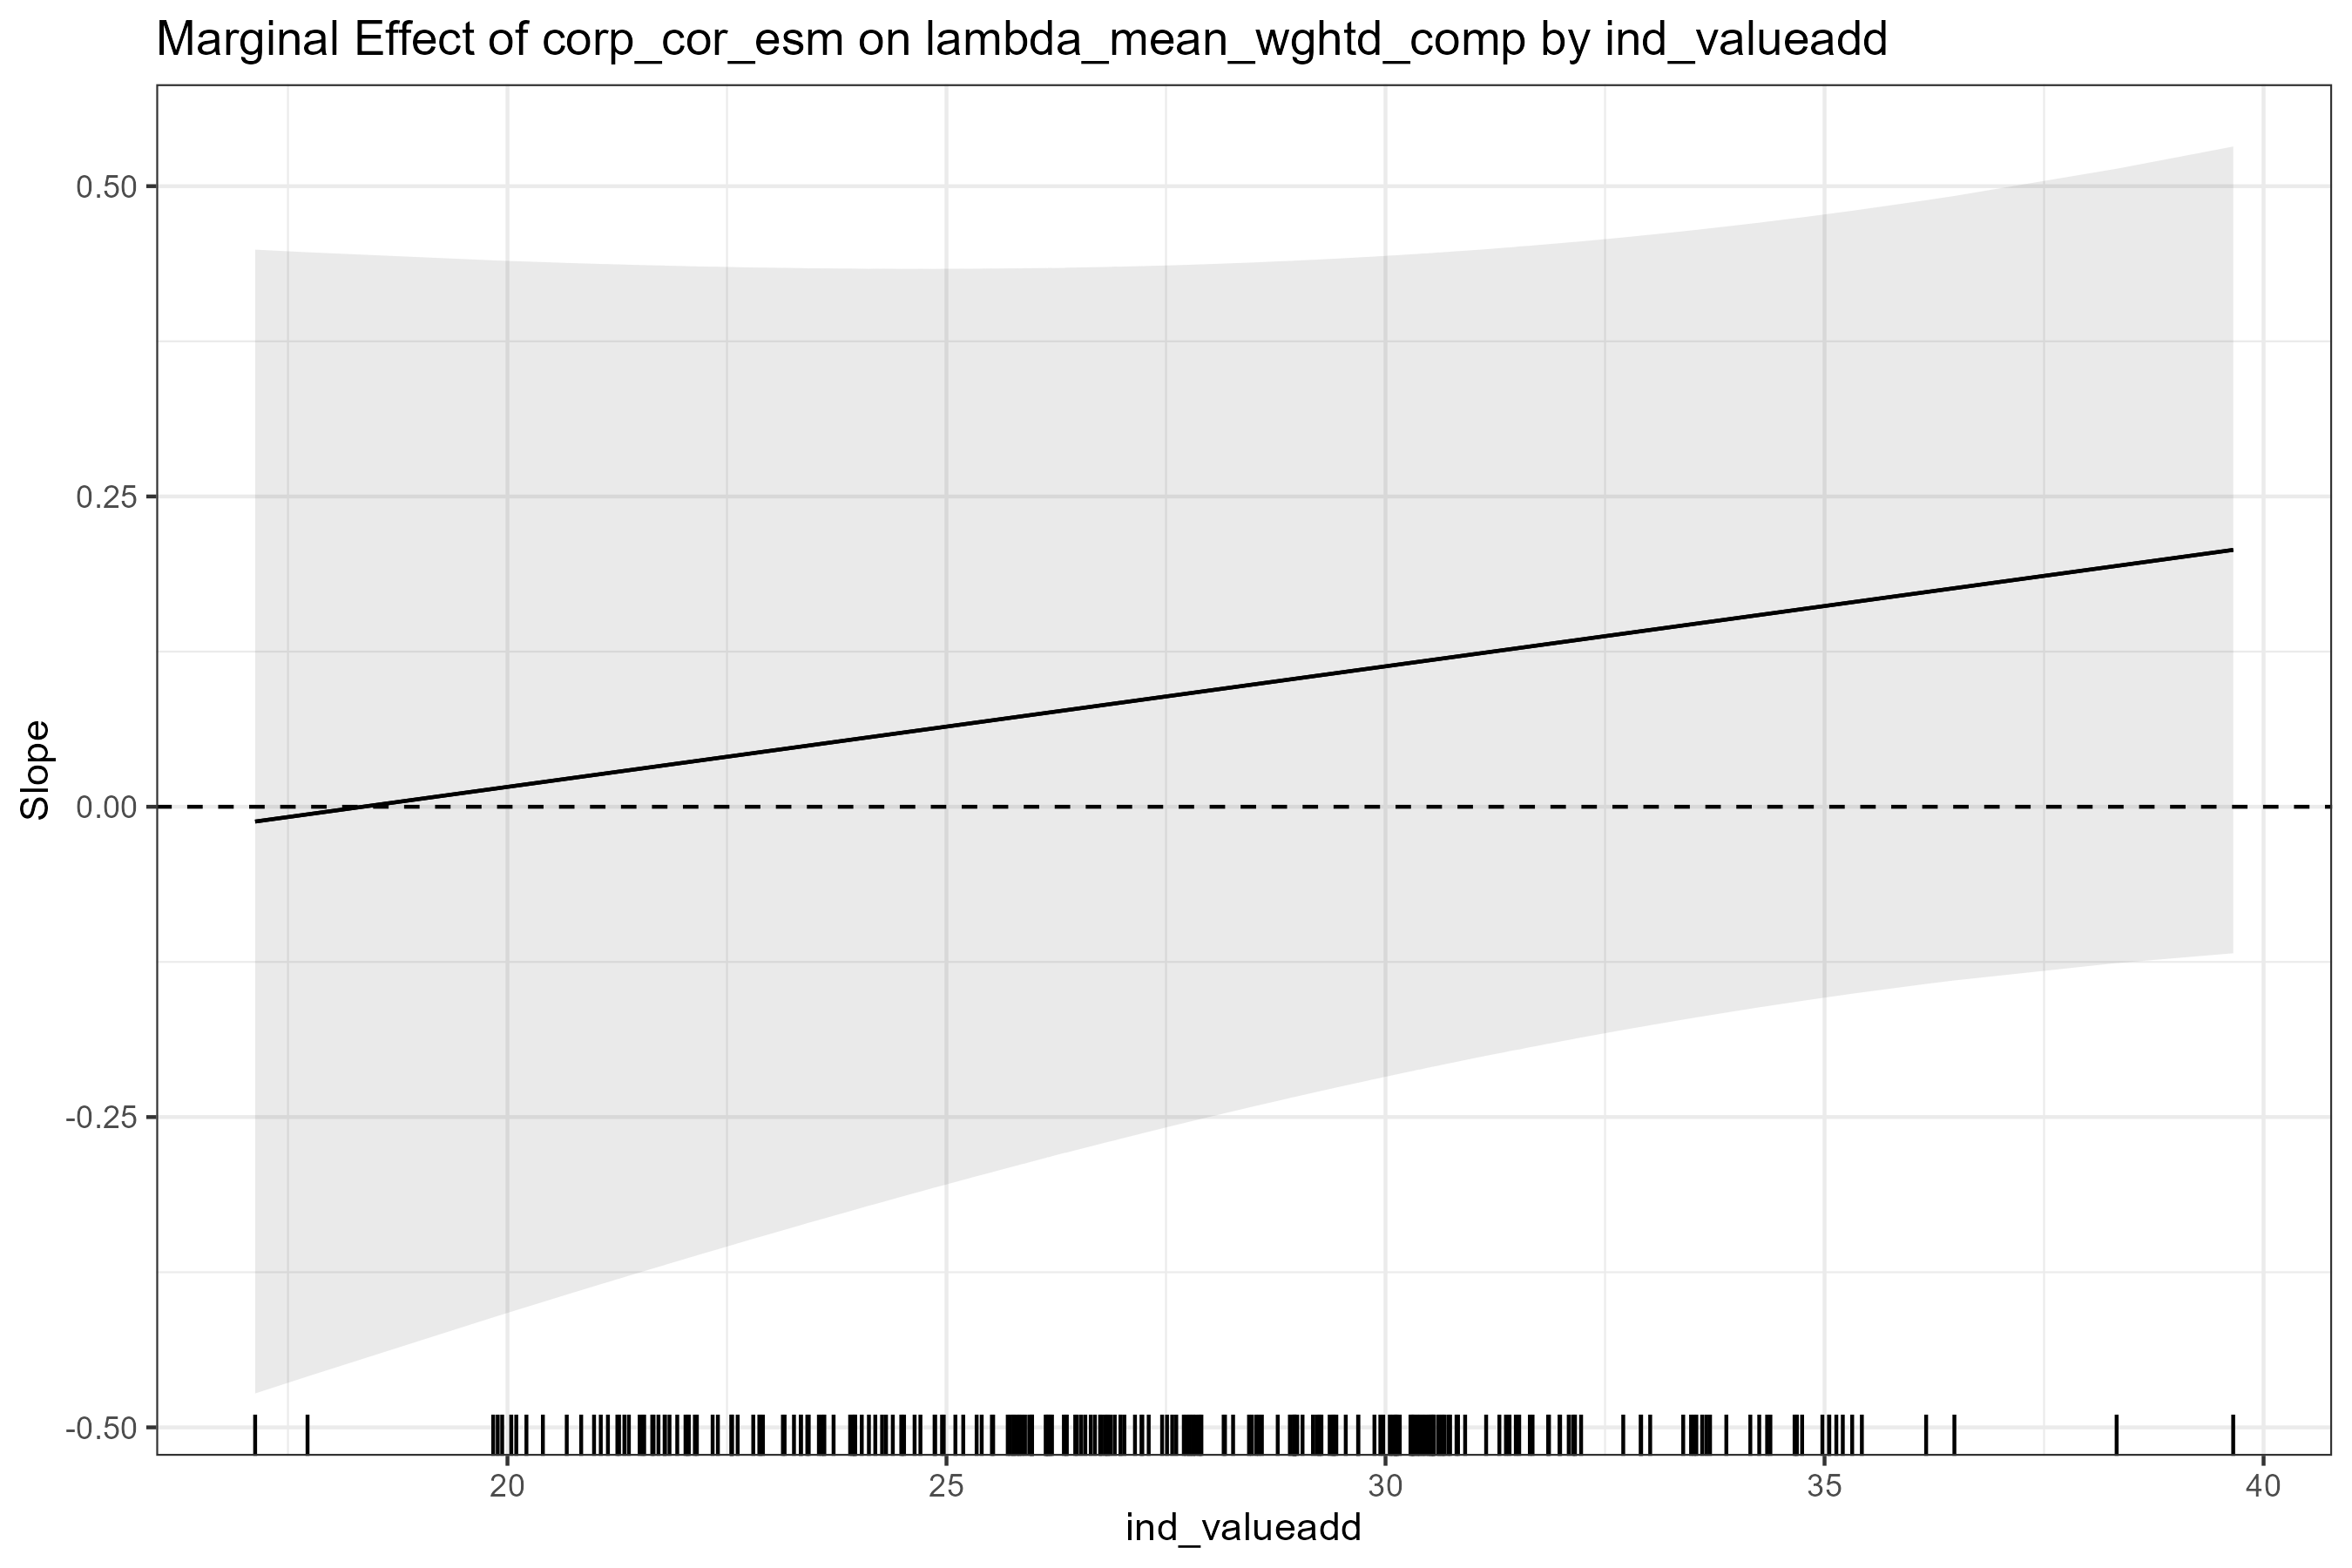 Marginal Effect of corp_cor_esm on lambda_mean_wghtd_comp by ind_valueadd
0.50
0.25
0.00
-0.25
-0.50
Slope
20 25 30 35 40
ind_valueadd